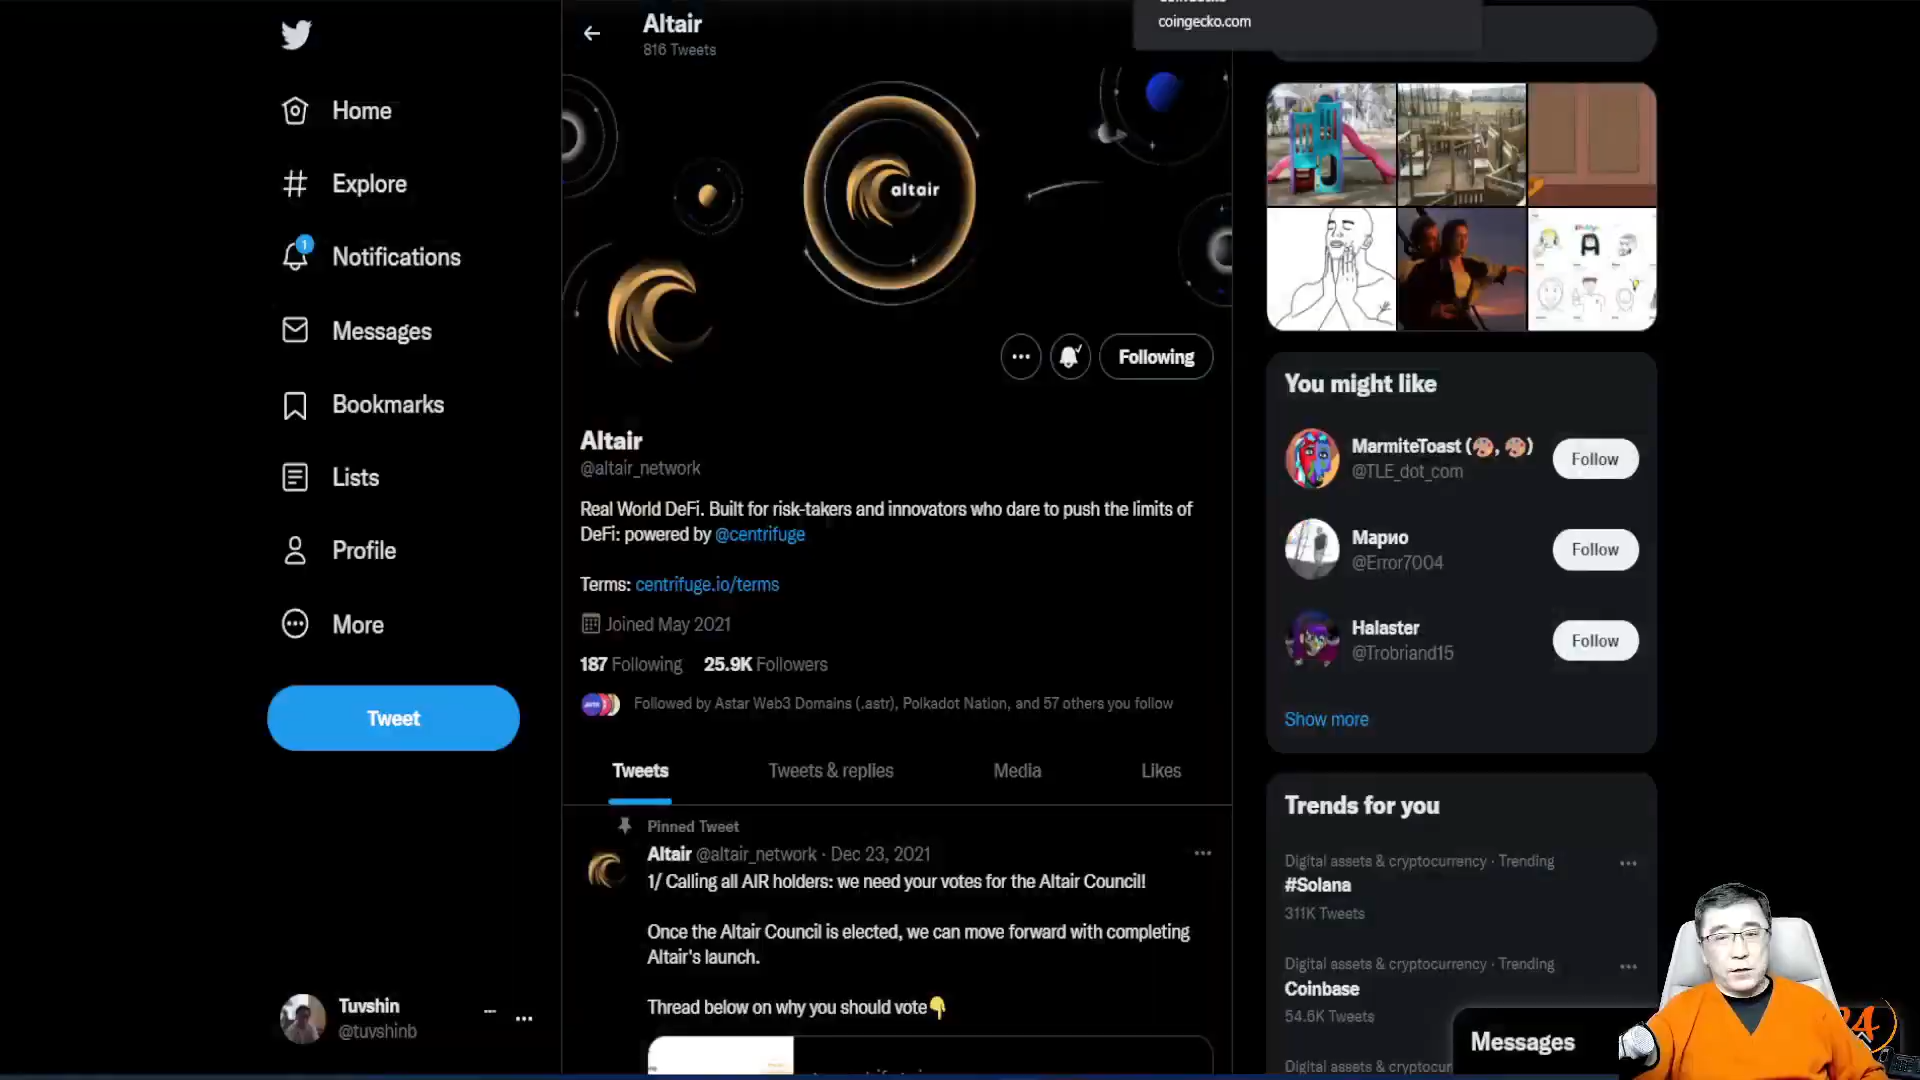 Home
Explore
1
Notifications
Messages
Bookmarks
Lists
Profile
More
Tweet
Tuvshin
@tuvshinb
Altair
816 Tweets
altair
Following
Altair
@altair_network
Real World DeFi. Built for risk-takers and innovators who dare to push the limits of
DeFi: powered by @centrifuge
Terms: centrifuge.io/terms
Joined May 2021
187 Following 25.9K Followers
Followed by Astar Web3 Domains (.astr), Polkadot Nation, and 57 others you follow
Tweets Tweets & replies Media Likes
Pinned Tweet
Altair @altair_network · Dec 23, 2021
1/ Calling all AIR holders: we need your votes for the Altair Council!
Once the Altair Council is elected, we can move forward with completing
Altair's launch.
Thread below on why you should vote👇
coingecko.com
You might like
MarmiteToast (🎨, 🎨)
@TLE_dot_com
Follow
Марио
@Error7004
Follow
Halaster
@Trobriand15
Follow
Show more
Trends for you
Digital assets & cryptocurrency · Trending
#Solana
311K Tweets
Digital assets & cryptocurrency · Trending
Coinbase
54.6K Tweets
Digital assets & cryptocur
Messages
24